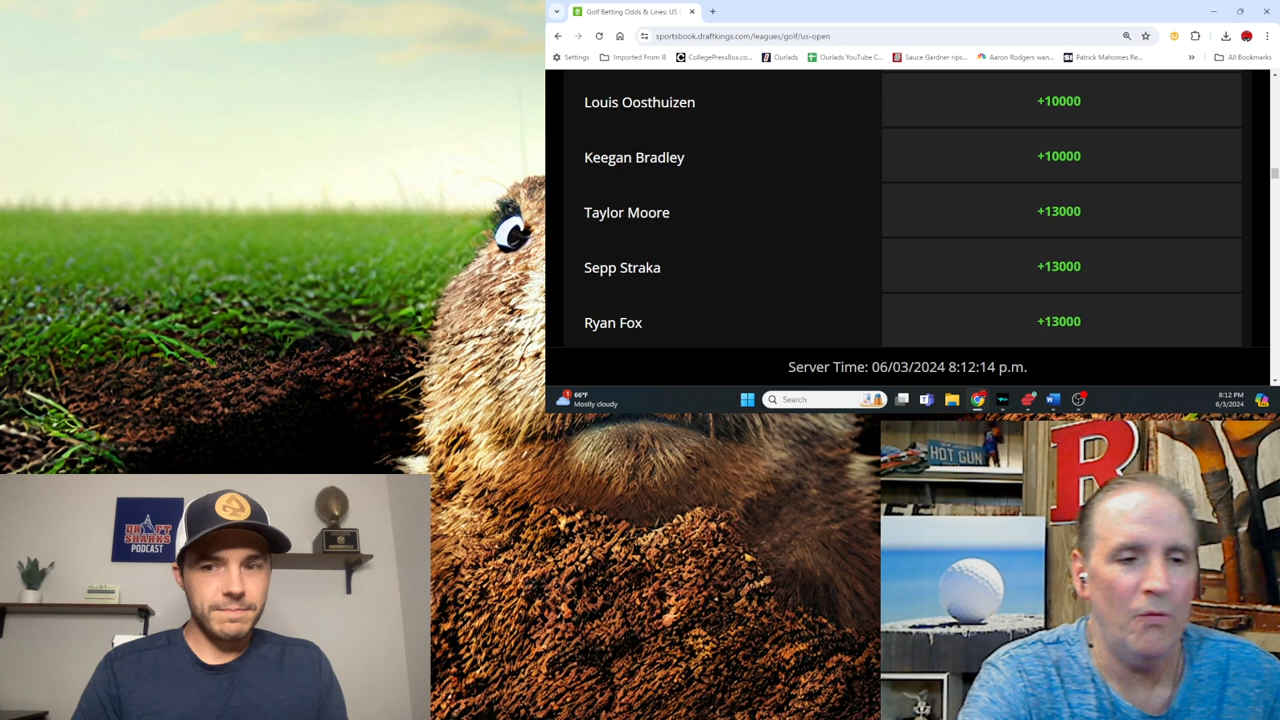 Golf Betting Odds & Lines: US
sportsbook.draftkings.com/leagues/golf/us-open
Settings
Imported From IE
CollegePressBox.co...
Ourlads
Ourlads YouTube C...
Sauce Gardner rips...
Aaron Rodgers wan...
Patrick Mahomes Re...
All Bookmarks
Louis Oosthuizen +10000
Keegan Bradley +10000
Taylor Moore +13000
Sepp Straka +13000
Ryan Fox +13000
Server Time: 06/03/2024 8:12:14 p.m.
66°F
Mostly cloudy
Search
8:12 PM
6/3/2024
HOT GUN
R
DRAFT
SHARKS
PODCAST